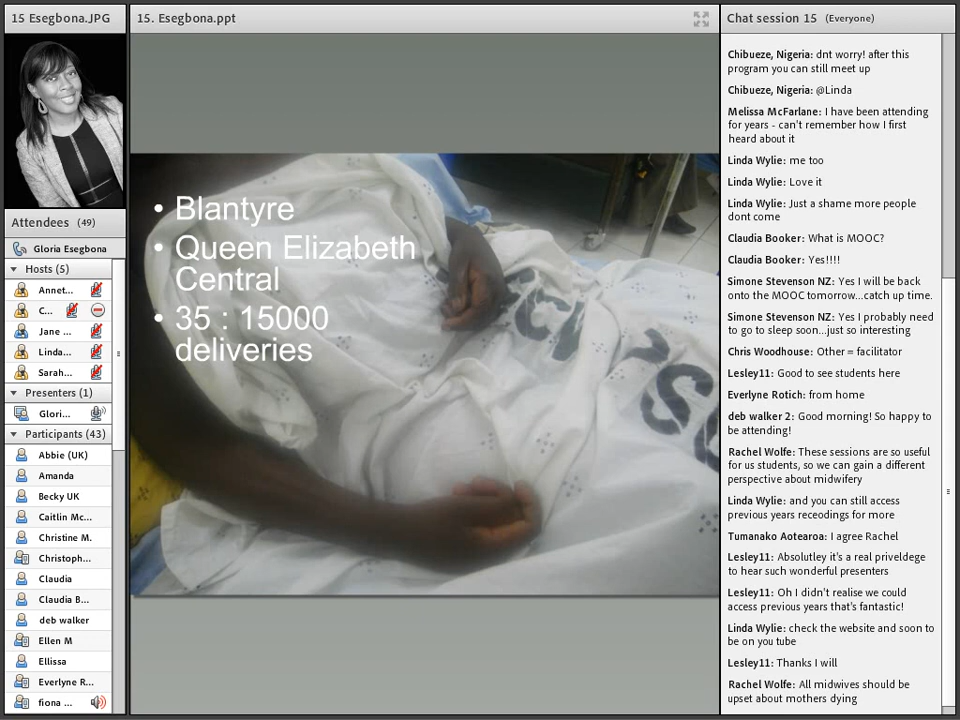 15 Esegbona.JPG
Attendees (49)
Gloria Esegbona
Hosts (5)
Annet...
C...
Jane ...
Linda...
Sarah...
Presenters (1)
Glori...
Participants (43)
Abbie (UK)
Amanda
Becky UK
Caitlin Mc...
Christine M.
Christoph...
Claudia
Claudia B...
deb walker
Ellen M
Ellissa
Everlyne R...
fiona ...
15. Esegbona.ppt
• Blantyre
• Queen Elizabeth
Central
• 35 : 15000
deliveries
Chat session 15 (Everyone)
Chibueze, Nigeria: dnt worry! after this
program you can still meet up
Chibueze, Nigeria: @Linda
Melissa McFarlane: I have been attending
for years - can't remember how I first
heard about it
Linda Wylie: me too
Linda Wylie: Love it
Linda Wylie: Just a shame more people
dont come
Claudia Booker: What is MOOC?
Claudia Booker: Yes!!!!
Simone Stevenson NZ: Yes I will be back
onto the MOOC tomorrow...catch up time.
Simone Stevenson NZ: Yes I probably need
to go to sleep soon...just so interesting
Chris Woodhouse: Other = facilitator
Lesley11: Good to see students here
Everlyne Rotich: from home
deb walker 2: Good morning! So happy to
be attending!
Rachel Wolfe: These sessions are so useful
for us students, so we can gain a different
perspective about midwifery
Linda Wylie: and you can still access
previous years receodings for more
Tumanako Aotearoa: I agree Rachel
Lesley11: Absolutley it's a real priveldege
to hear such wonderful presenters
Lesley11: Oh I didn't realise we could
access previous years that's fantastic!
Linda Wylie: check the website and soon to
be on you tube
Lesley11: Thanks I will
Rachel Wolfe: All midwives should be
upset about mothers dying